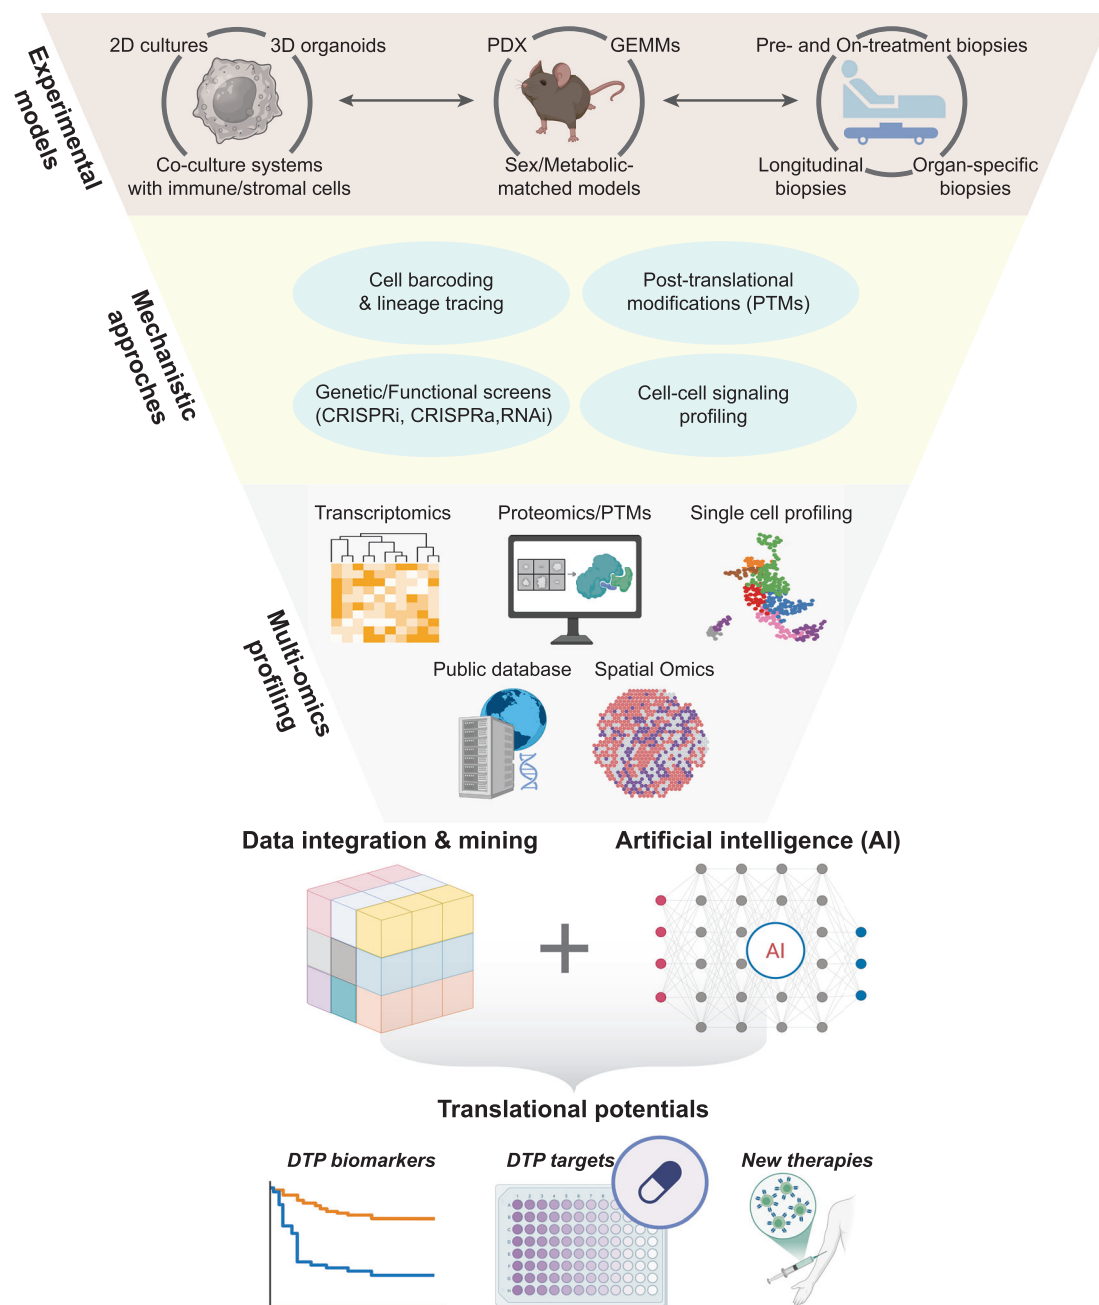 Experimental
models
2D cultures
3D organoids
Co-culture systems
with immune/stromal cells
PDX
GEMMs
Sex/Metabolic-
matched models
Pre- and On-treatment biopsies
Longitudinal
biopsies
Organ-specific
biopsies
Mechanistic
approches
Cell barcoding
& lineage tracing
Post-translational
modifications (PTMs)
Genetic/Functional screens
(CRISPRi, CRISPRa,RNAi)
Cell-cell signaling
profiling
Multi-omics
profiling
Transcriptomics
Proteomics/PTMs
Single cell profiling
Public database
Spatial Omics
Data integration & mining
Artificial intelligence (AI)
AI
Translational potentials
DTP biomarkers
DTP targets
New therapies